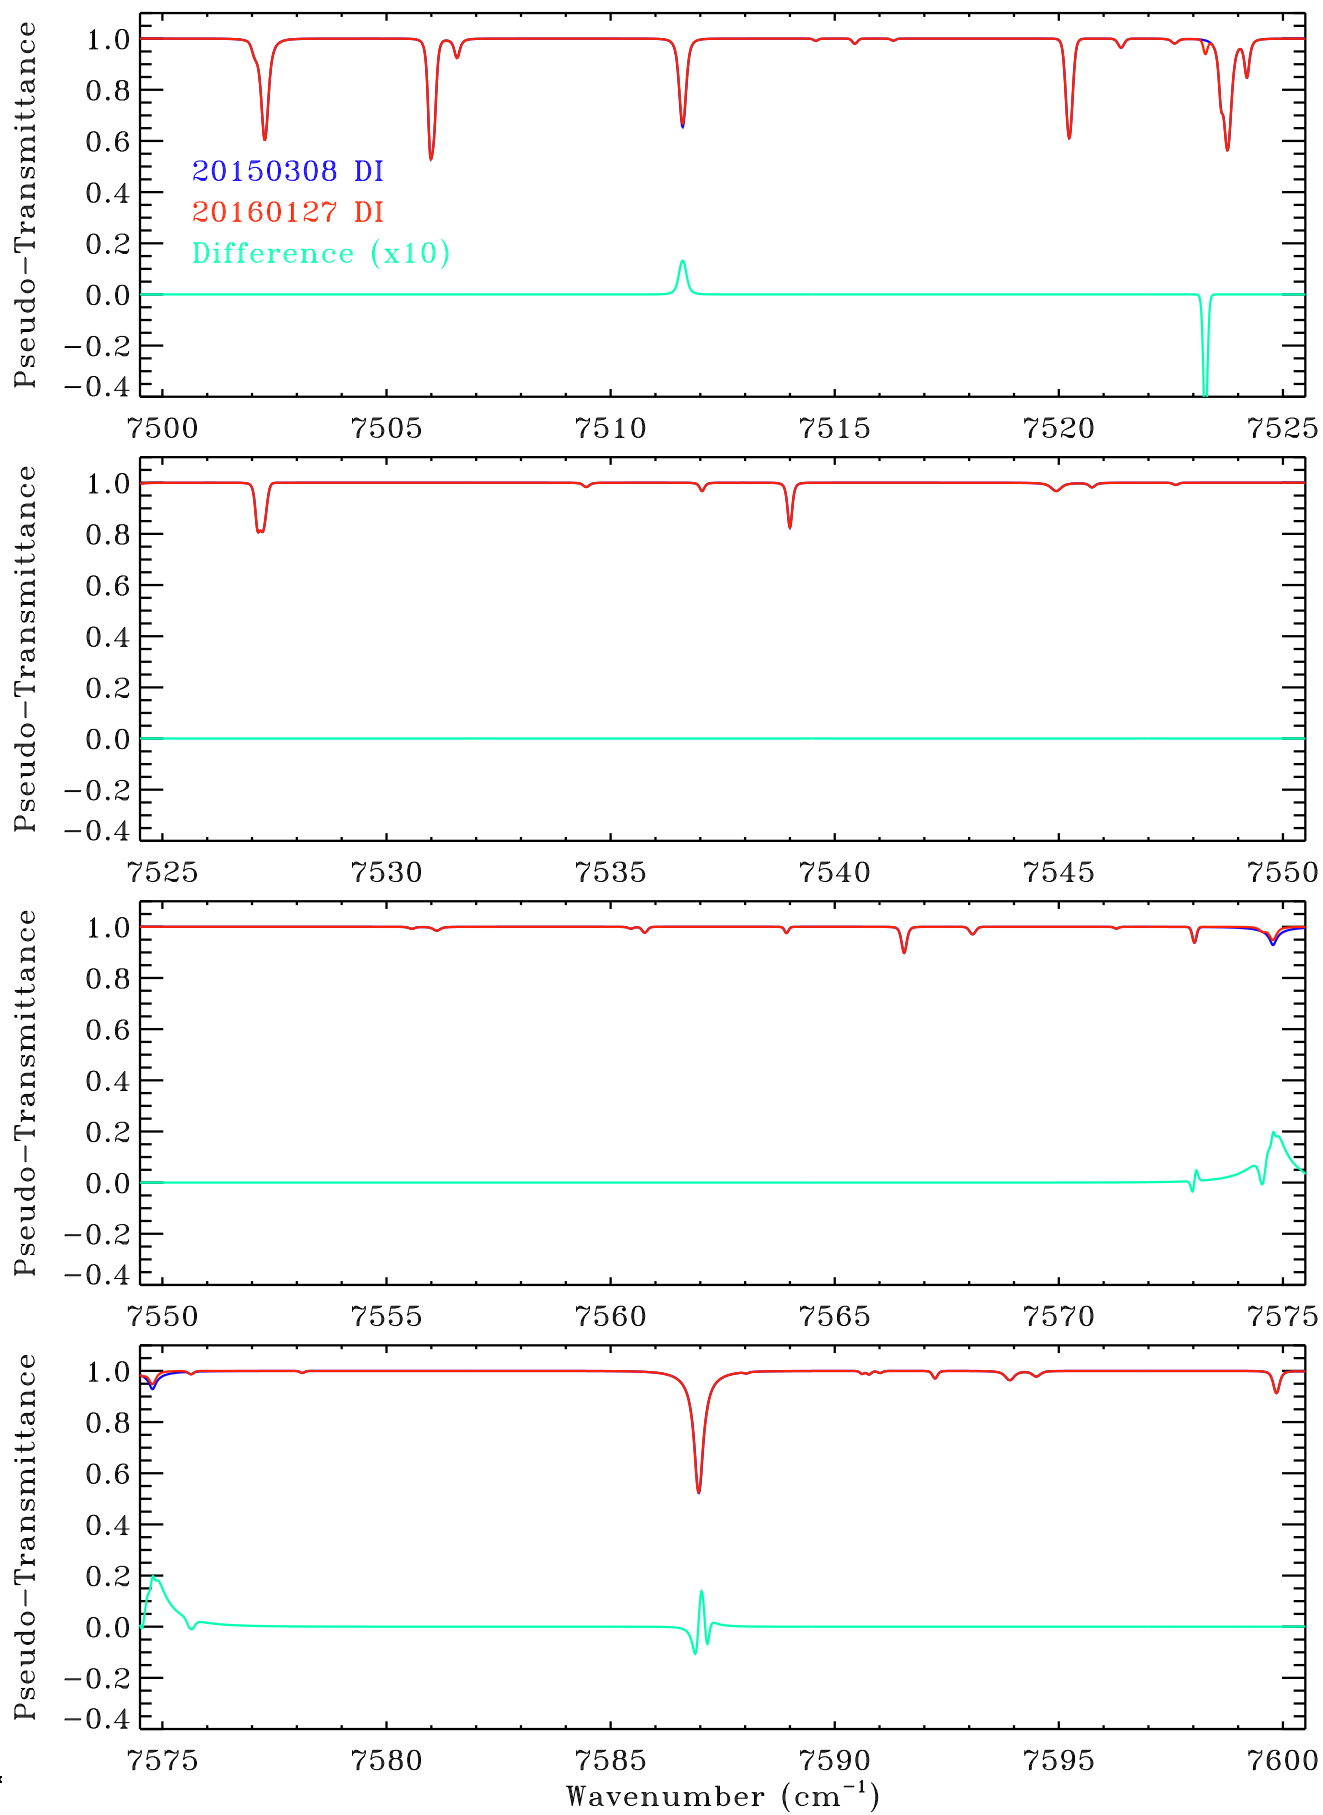 Pseudo−Transmittance
1.0
0.8
0.6
0.4
0.2
0.0
−0.2
−0.4
20150308 DI
20160127 DI
Difference (x10)
7500 7505 7510 7515 7520 7525
Pseudo−Transmittance
1.0
0.8
0.6
0.4
0.2
0.0
−0.2
−0.4
7525 7530 7535 7540 7545 7550
Pseudo−Transmittance
1.0
0.8
0.6
0.4
0.2
0.0
−0.2
−0.4
7550 7555 7560 7565 7570 7575
Pseudo−Transmittance
1.0
0.8
0.6
0.4
0.2
0.0
−0.2
−0.4
7575 7580 7585 7590 7595 7600
Wavenumber (cm⁻¹)